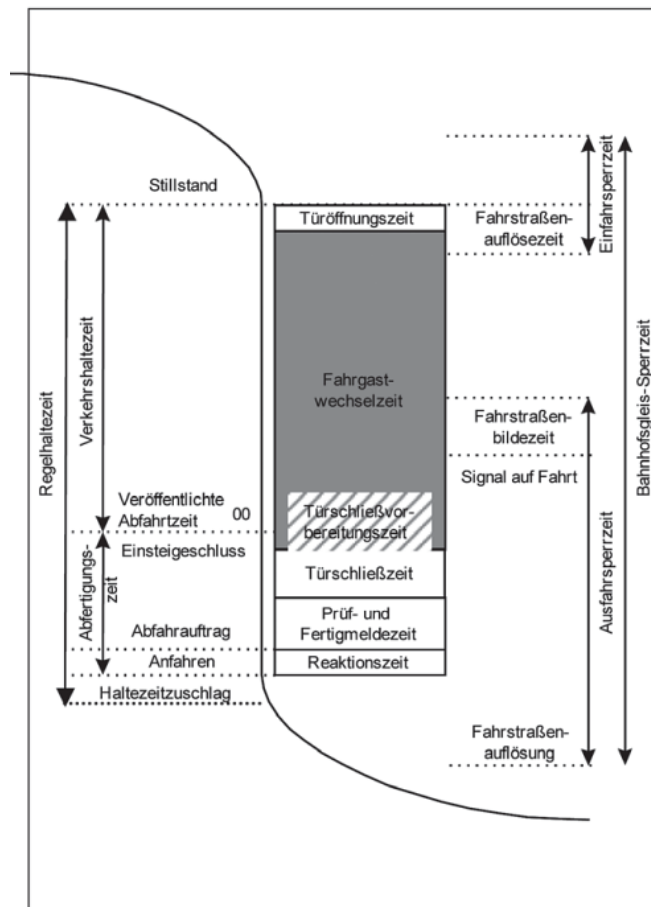 Stillstand
Türöffnungszeit
Fahrstraßen-
auflösezeit
Einfahrsperrzeit
Regelhaltezeit
Verkehrshaltezeit
Fahrgast-
wechselzeit
Fahrstraßen-
bildezeit
Signal auf Fahrt
Bahnhofsgleis-Sperrzeit
Veröffentlichte
Abfahrtzeit 00
Türschließvor-
bereitungszeit
Einsteigeschluss
Türschließzeit
Abfertigungs-
zeit
Ausfahrsperrzeit
Abfahrauftrag
Prüf- und
Fertigmeldezeit
Anfahren
Reaktionszeit
Haltezeitzuschlag
Fahrstraßen-
auflösung